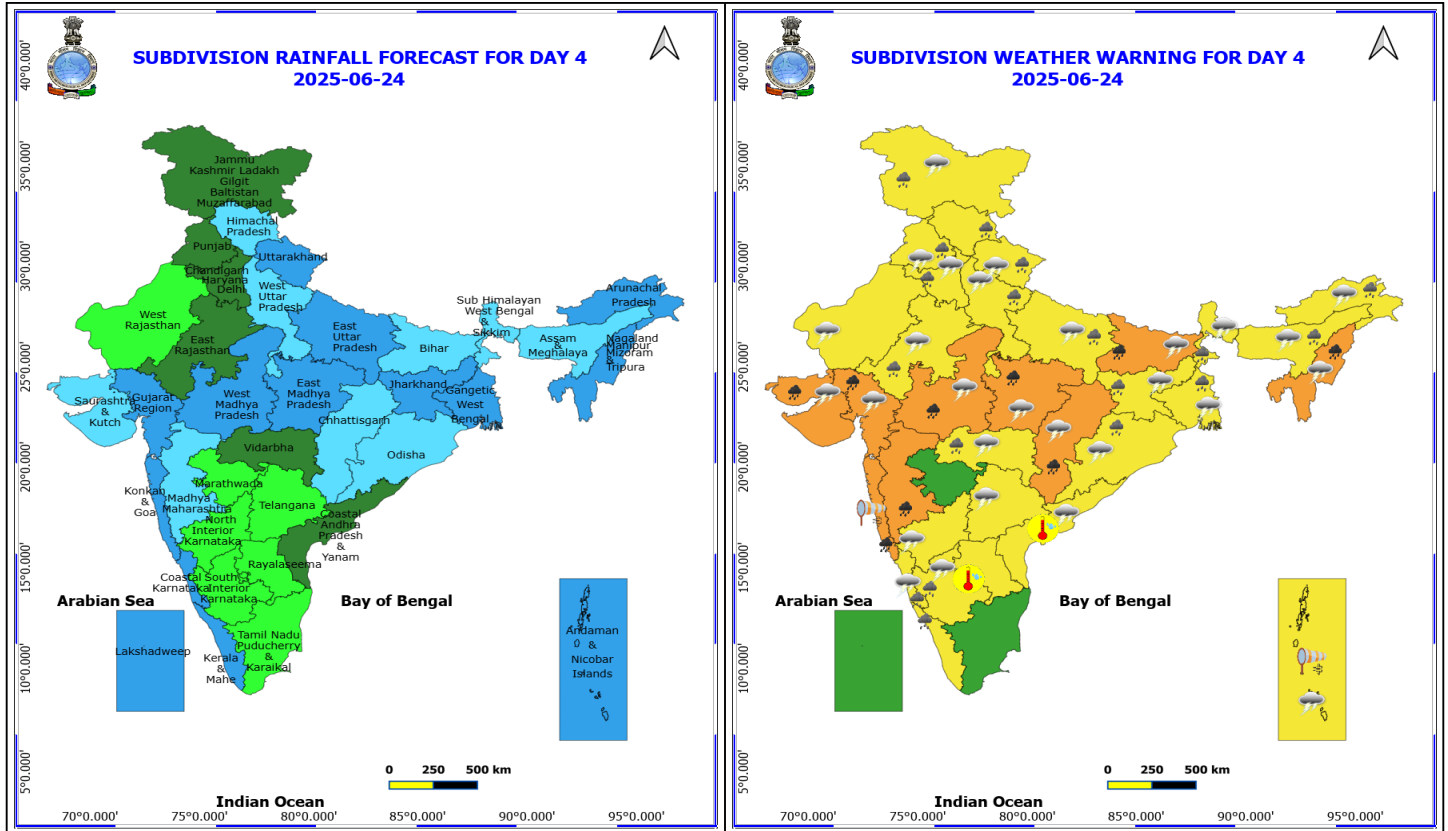 SUBDIVISION RAINFALL FORECAST FOR DAY 4
2025-06-24
40°0.000'
35°0.000'
30°0.000'
25°0.000'
20°0.000'
15°0.000'
10°0.000'
5°0.000'
Jammu
Kashmir Ladakh
Gilgit
Baltistan
Muzaffarabad
Himachal
Pradesh
Punjab
Uttarakhand
Chandigarh
Haryana
Delhi
West
Uttar
Pradesh
West
Rajasthan
East
Rajasthan
East
Uttar
Pradesh
Bihar
Sub Himalayan
West Bengal
&
Sikkim
Arunachal
Pradesh
Assam
&
Meghalaya
Nagaland
Manipur
Mizoram
&
Tripura
Saurashtra
&
Kutch
Gujarat
Region
West
Madhya
Pradesh
East
Madhya
Pradesh
Jharkhand
Gangetic
West
Bengal
Chhattisgarh
Odisha
Vidarbha
Konkan
&
Goa
Madhya
Maharashtra
Marathwada
Telangana
North
Interior
Karnataka
Coastal
Andhra
Pradesh
&
Yanam
Rayalaseema
Coastal
Karnataka
South
Interior
Karnataka
Tamil Nadu
Puducherry
&
Karaikal
Kerala
&
Mahe
Arabian Sea
Bay of Bengal
Lakshadweep
Andaman
&
Nicobar
Islands
0 250 500 km
Indian Ocean
70°0.000' 75°0.000' 80°0.000' 85°0.000' 90°0.000' 95°0.000'
SUBDIVISION WEATHER WARNING FOR DAY 4
2025-06-24
40°0.000'
35°0.000'
30°0.000'
25°0.000'
20°0.000'
15°0.000'
10°0.000'
5°0.000'
Arabian Sea
Bay of Bengal
0 250 500 km
Indian Ocean
70°0.000' 75°0.000' 80°0.000' 85°0.000' 90°0.000' 95°0.000'